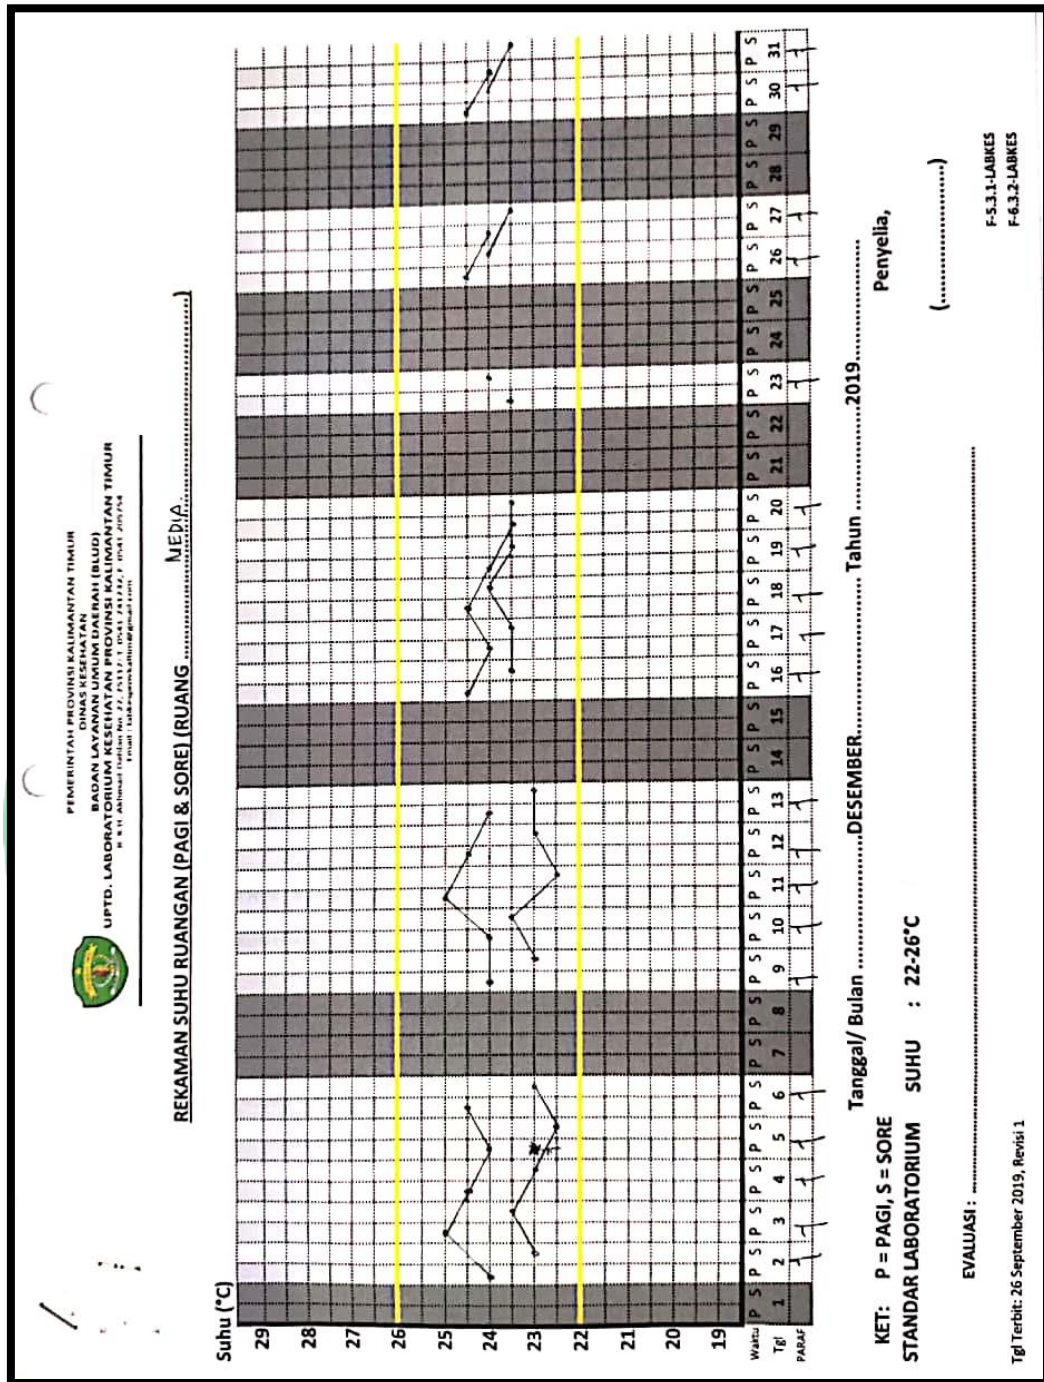 PEMERINTAH PROVINSI KALIMANTAN TIMUR
DINAS KESEHATAN
BADAN LAYANAN UMUM DAERAH (BLUD)
UPTD. LABORATORIUM KESEHATAN PROVINSI KALIMANTAN TIMUR
REKAMAN SUHU RUANGAN (PAGI & SORE) (RUANG ...............MEDIA...............)
Suhu (°C)
29
28
27
26
25
24
23
22
21
20
19
Waktu P S P S P S P S P S P S P S P S P S P S P S P S P S P S P S P S P S P S P S P S P S P S P S P S P S P S P S P S P S P S P S
Tgl 1 2 3 4 5 6 7 8 9 10 11 12 13 14 15 16 17 18 19 20 21 22 23 24 25 26 27 28 29 30 31
PARAF
Tanggal/ Bulan ....................DESEMBER.................... Tahun ....................2019....................
KET: P = PAGI, S = SORE
STANDAR LABORATORIUM SUHU : 22-26°C
Penyelia,
(....................)
EVALUASI : ........................................
F-5.3.1-LABKES
F-6.3.2-LABKES
Tgl Terbit: 26 September 2019, Revisi 1